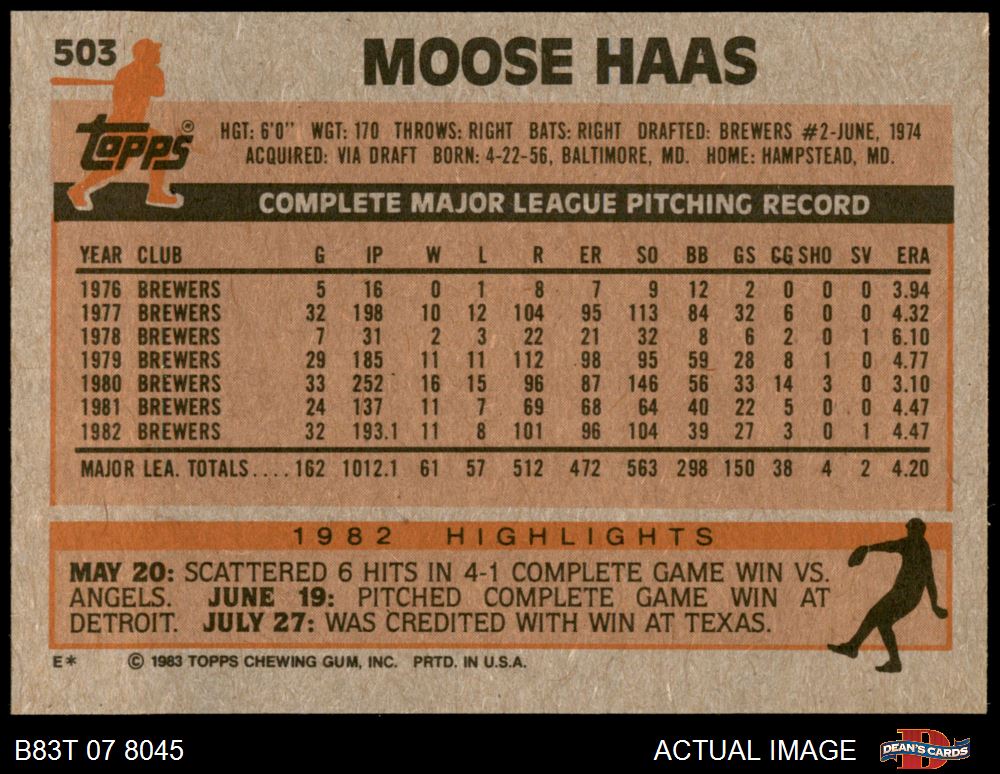 503
MOOSE HAAS
topps®
HGT: 6'0" WGT: 170 THROWS: RIGHT BATS: RIGHT DRAFTED: BREWERS #2-JUNE, 1974
ACQUIRED: VIA DRAFT BORN: 4-22-56, BALTIMORE, MD. HOME: HAMPSTEAD, MD.
COMPLETE MAJOR LEAGUE PITCHING RECORD
YEAR CLUB G IP W L R ER SO BB GS CG SHO SV ERA
1976 BREWERS 5 16 0 1 8 7 9 12 2 0 0 0 3.94
1977 BREWERS 32 198 10 12 104 95 113 84 32 6 0 0 4.32
1978 BREWERS 7 31 2 3 22 21 32 8 6 2 0 1 6.10
1979 BREWERS 29 185 11 11 112 98 95 59 28 8 1 0 4.77
1980 BREWERS 33 252 16 15 96 87 146 56 33 14 3 0 3.10
1981 BREWERS 24 137 11 7 69 68 64 40 22 5 0 0 4.47
1982 BREWERS 32 193.1 11 8 101 96 104 39 27 3 0 1 4.47
MAJOR LEA. TOTALS.... 162 1012.1 61 57 512 472 563 298 150 38 4 2 4.20
1982 HIGHLIGHTS
MAY 20: SCATTERED 6 HITS IN 4-1 COMPLETE GAME WIN VS.
ANGELS. JUNE 19: PITCHED COMPLETE GAME WIN AT
DETROIT. JULY 27: WAS CREDITED WITH WIN AT TEXAS.
E* © 1983 TOPPS CHEWING GUM, INC. PRTD. IN U.S.A.
B83T 07 8045
ACTUAL IMAGE
D
DEAN'S CARDS